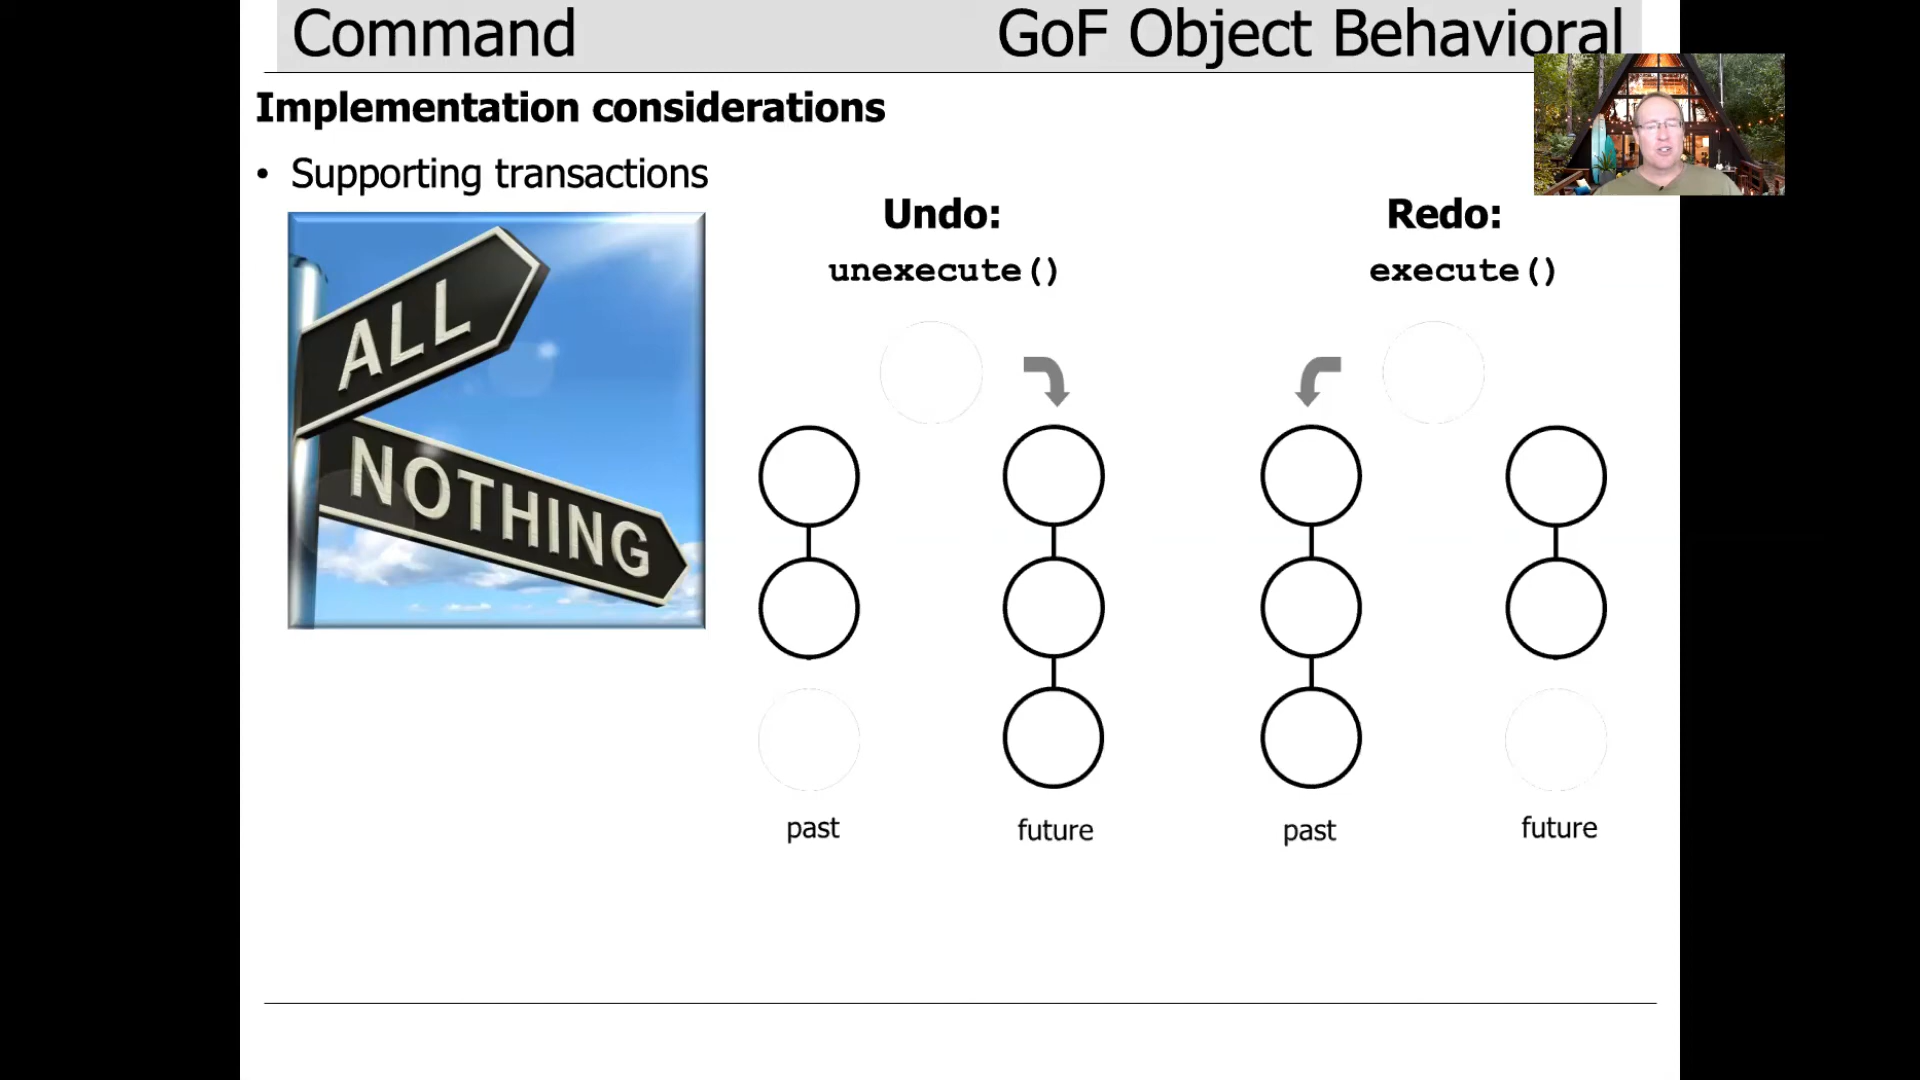 Command
GoF Object Behavioral
Implementation considerations
• Supporting transactions
ALL
NOTHING
Undo:
unexecute()
Redo:
execute()
past
future
past
future